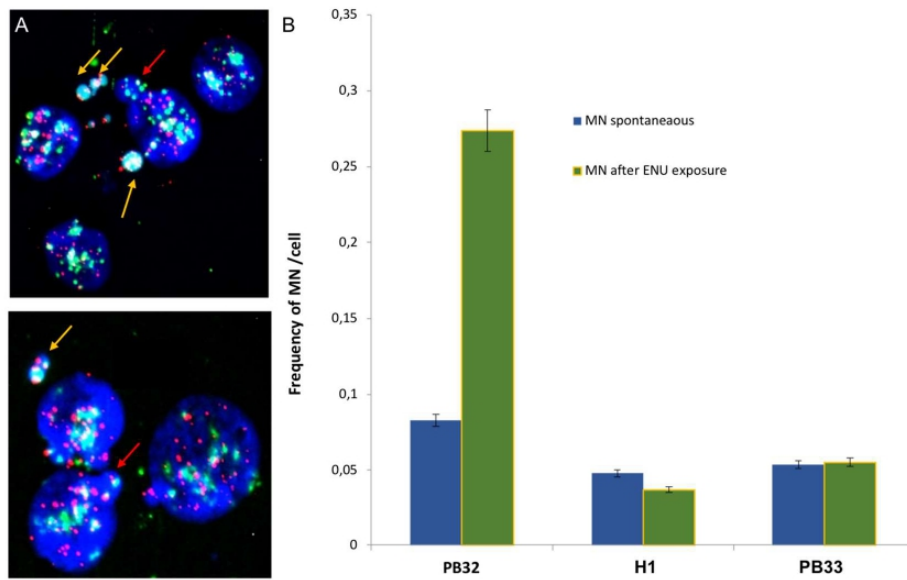 A
B
0,35
0,3
0,25
0,2
0,15
0,1
0,05
0
Frequency of MN /cell
MN spontaneaous
MN after ENU exposure
PB32
H1
PB33